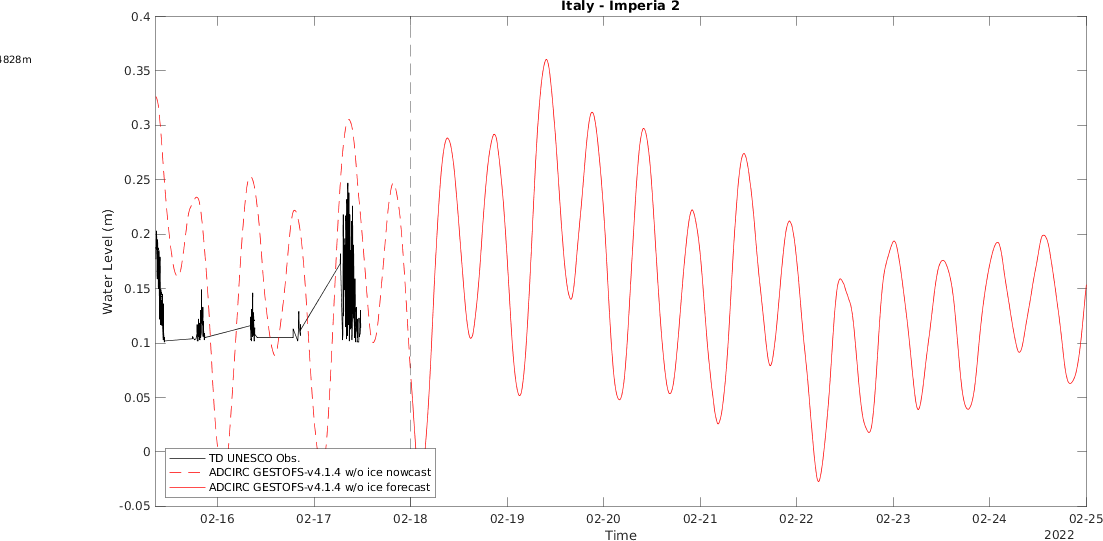 Italy - Imperia 2
4828m
0.4
0.35
0.3
0.25
0.2
0.15
0.1
0.05
0
-0.05
Water Level (m)
TD UNESCO Obs.
ADCIRC GESTOFS-v4.1.4 w/o ice nowcast
ADCIRC GESTOFS-v4.1.4 w/o ice forecast
02-16 02-17 02-18 02-19 02-20 02-21 02-22 02-23 02-24 02-25
Time
2022